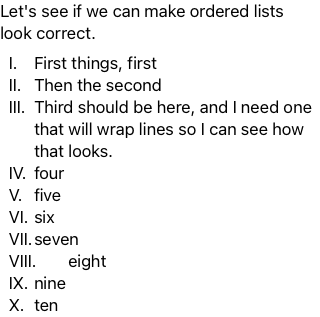 Let's see if we can make ordered lists
look correct.
I. First things, first
II. Then the second
III. Third should be here, and I need one
that will wrap lines so I can see how
that looks.
IV. four
V. five
VI. six
VII. seven
VIII. eight
IX. nine
X. ten